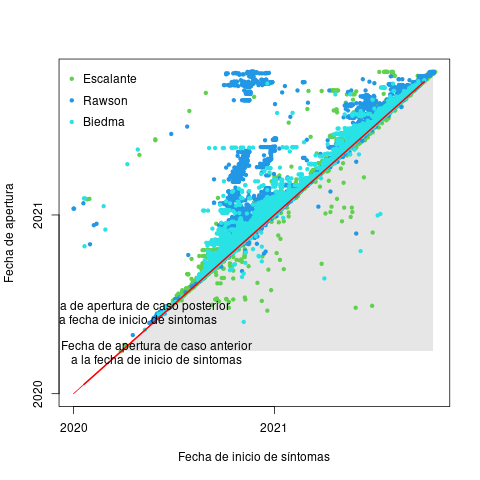 Escalante
Rawson
Biedma
Fecha de apertura
2021
2020
a de apertura de caso posterior
a fecha de inicio de sintomas
Fecha de apertura de caso anterior
a la fecha de inicio de sintomas
2020
2021
Fecha de inicio de síntomas